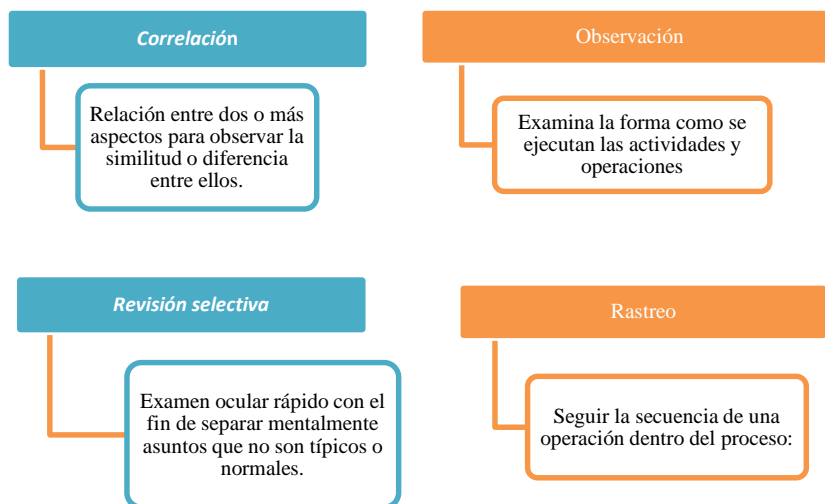 Correlación
Relación entre dos o más
aspectos para observar la
similitud o diferencia
entre ellos.
Observación
Examina la forma como se
ejecutan las actividades y
operaciones
Revisión selectiva
Examen ocular rápido con el
fin de separar mentalmente
asuntos que no son típicos o
normales.
Rastreo
Seguir la secuencia de una
operación dentro del proceso: